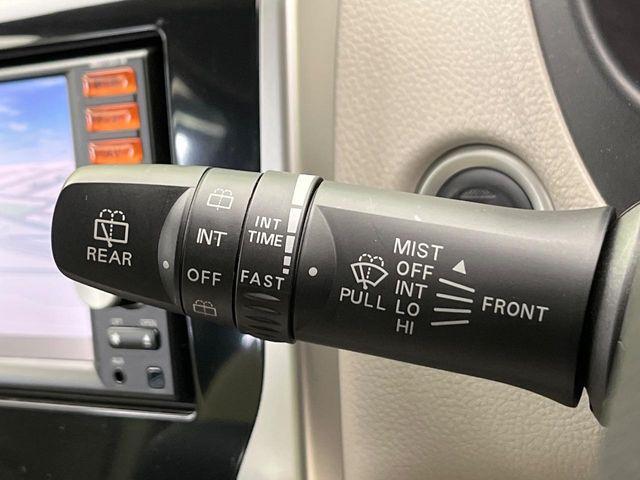 REAR
INT
OFF
INT
TIME
FAST
MIST
OFF
INT
LO
HI
PULL
FRONT